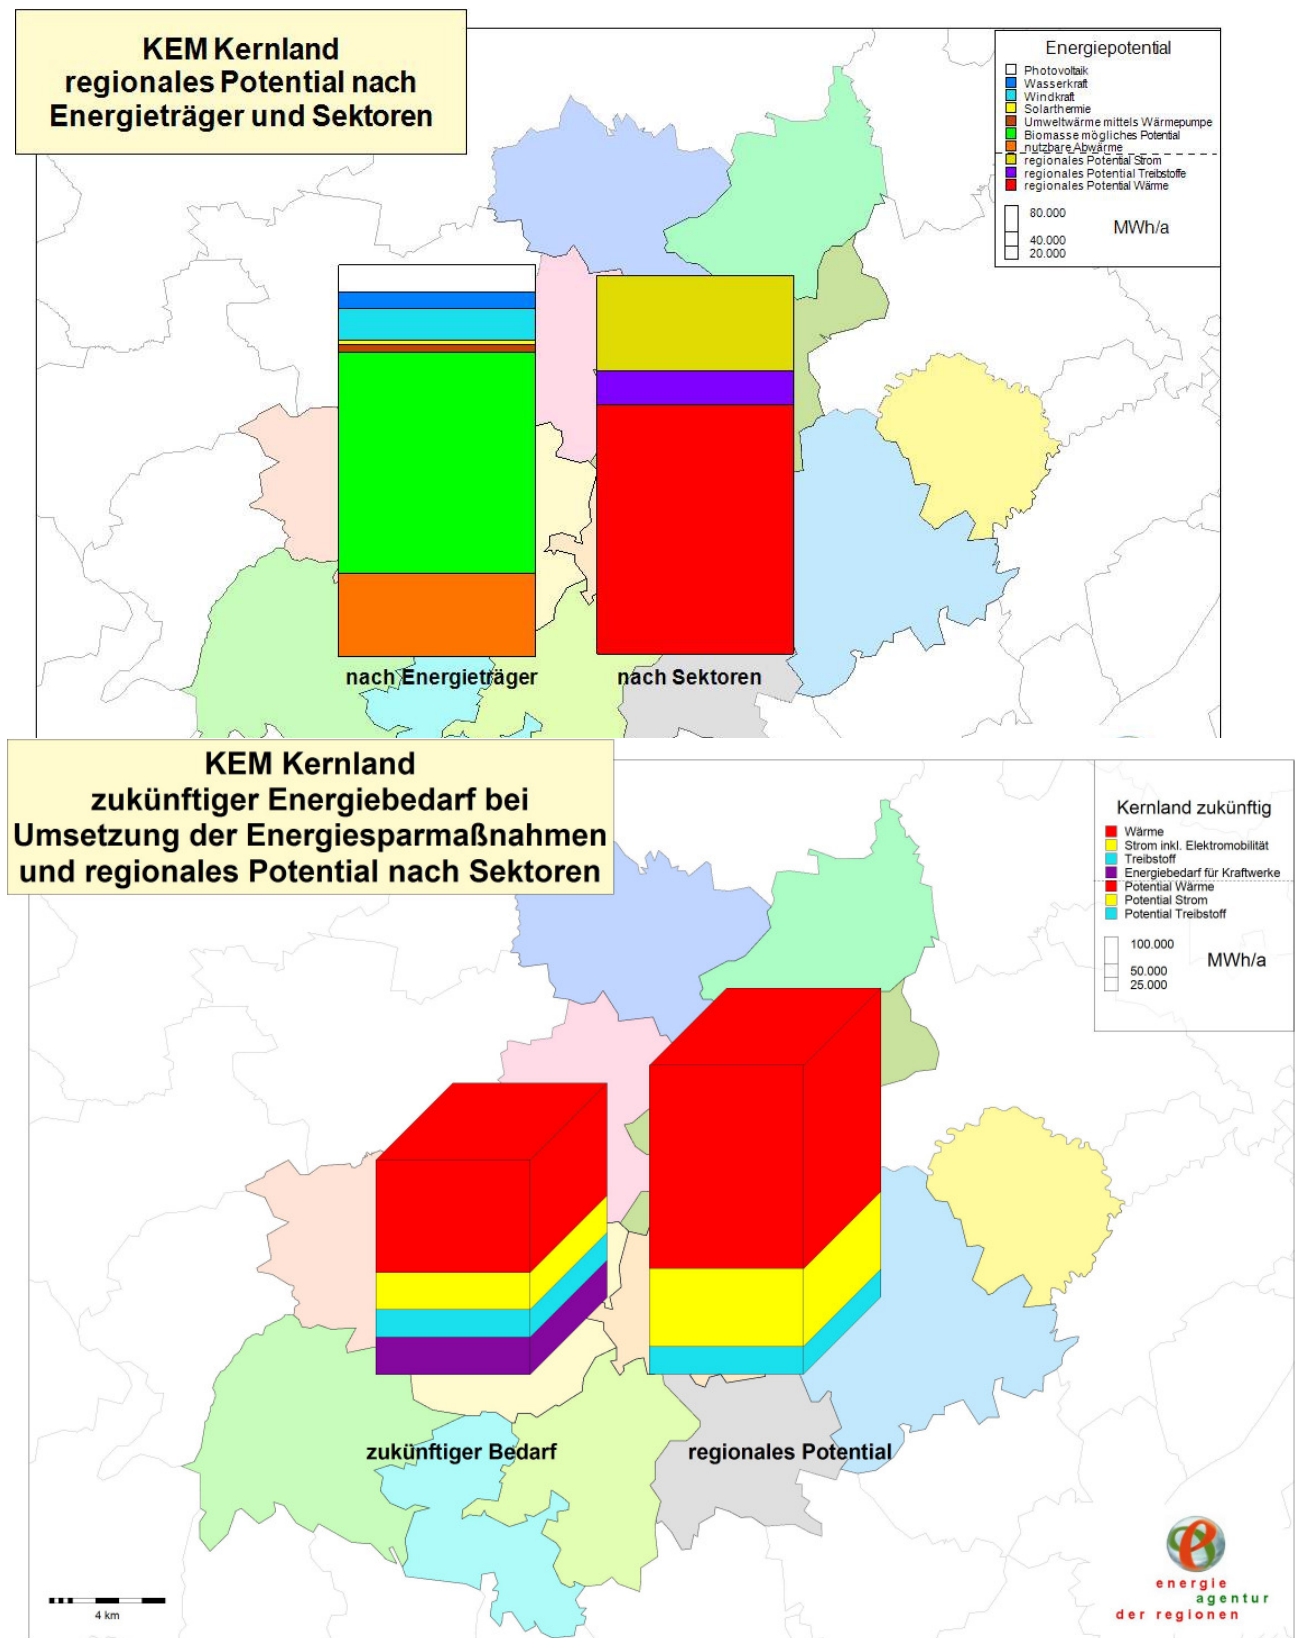 KEM Kernland
regionales Potential nach
Energieträger und Sektoren
Energiepotential
Photovoltaik
Wasserkraft
Windkraft
Solarthermie
Umweltwärme mittels Wärmepumpe
Biomasse mögliches Potential
nutzbare Abwärme
regionales Potential Strom
regionales Potential Treibstoffe
regionales Potential Wärme
80.000
40.000
20.000
MWh/a
nach Energieträger
nach Sektoren
KEM Kernland
zukünftiger Energiebedarf bei
Umsetzung der Energiesparmaßnahmen
und regionales Potential nach Sektoren
Kernland zukünftig
Wärme
Strom inkl. Elektromobilität
Treibstoff
Energiebedarf für Kraftwerke
Potential Wärme
Potential Strom
Potential Treibstoff
100.000
50.000
25.000
MWh/a
zukünftiger Bedarf
regionales Potential
4 km
energie
agentur
der regionen